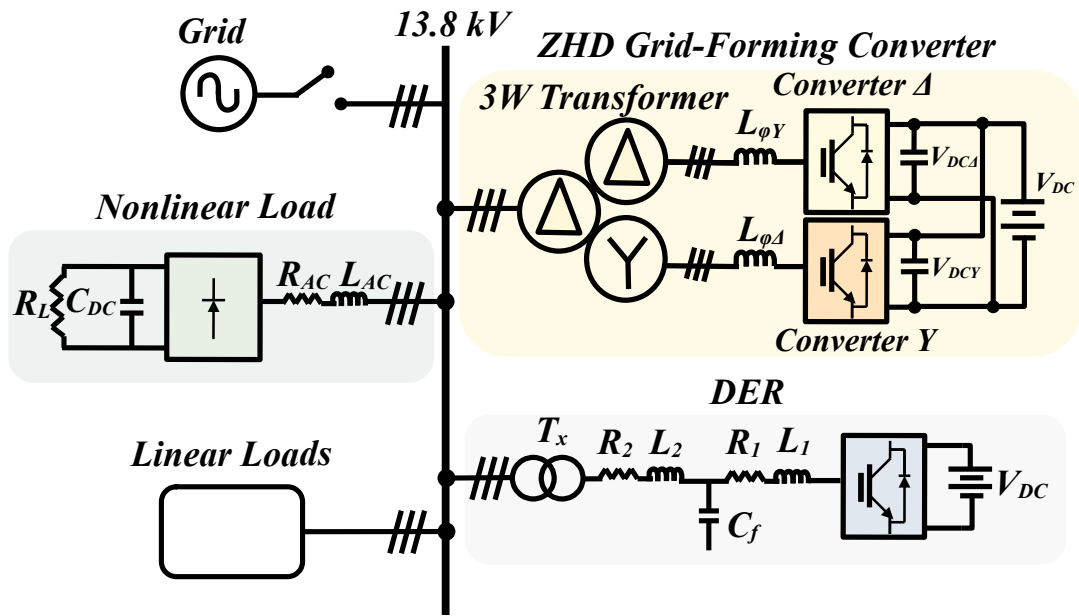 Grid
13.8 kV
ZHD Grid-Forming Converter
3W Transformer
Converter Δ
LφY
VDCΔ
VDC
Nonlinear Load
RL
CDC
RAC
LAC
LφΔ
VDCY
Converter Y
DER
Tx
R2
L2
R1
L1
Cf
VDC
Linear Loads